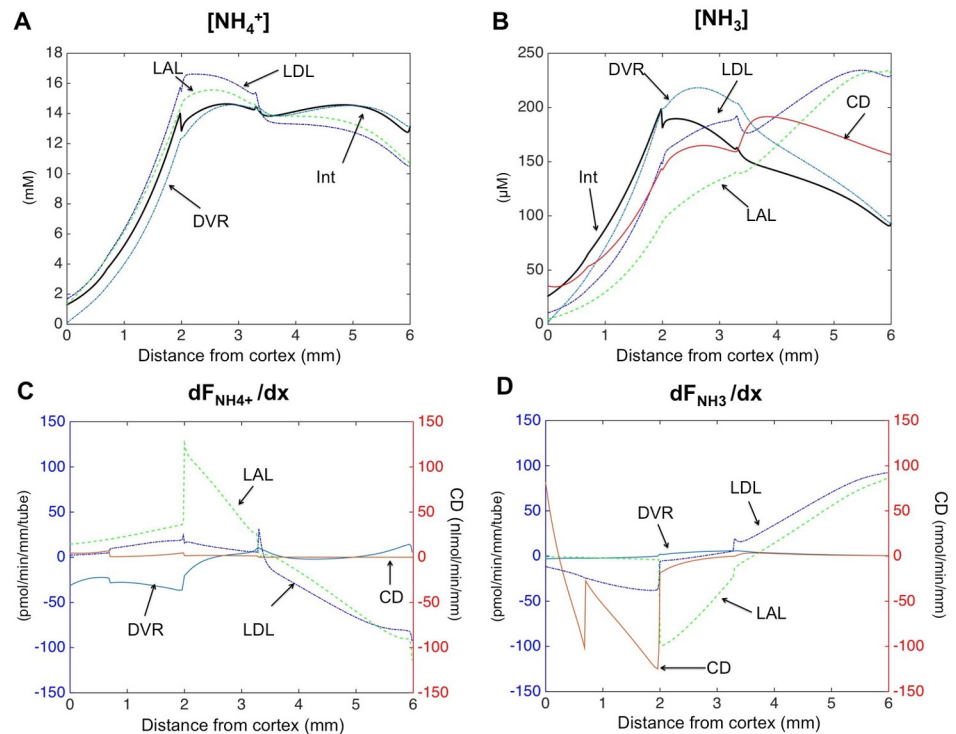 A
[NH₄⁺]
18
16
14
12
10
8
6
4
2
0
(mM)
LAL
LDL
DVR
Int
0 1 2 3 4 5 6
Distance from cortex (mm)
B
[NH₃]
250
200
150
100
50
0
(µM)
DVR
LDL
CD
Int
LAL
0 1 2 3 4 5 6
Distance from cortex (mm)
C
dF_NH4+/dx
150
100
50
0
-50
-100
-150
(pmol/min/mm/tube)
LAL
DVR
LDL
CD
150
100
50
0
-50
-100
-150
CD (nlmol/min/mm)
0 1 2 3 4 5 6
Distance from cortex (mm)
D
dF_NH3/dx
150
100
50
0
-50
-100
-150
(pmol/min/mm/tube)
DVR
LDL
LAL
CD
150
100
50
0
-50
-100
-150
CD (nmol/min/mm)
0 1 2 3 4 5 6
Distance from cortex (mm)